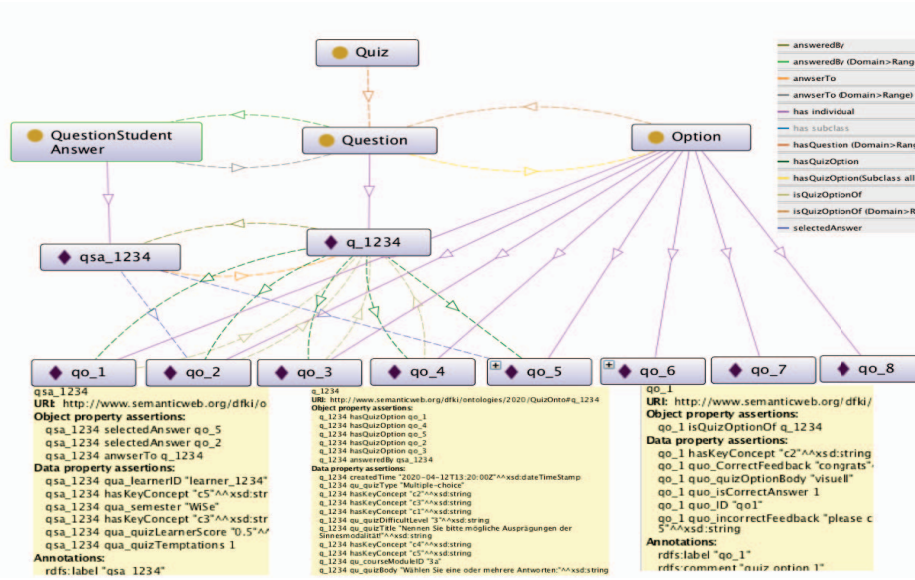 Quiz
QuestionStudent
Answer
Question
Option
answeredBy
answeredBy (Domain>Rang
anwserTo
anwserTo (Domain>Range)
has individual
has subclass
hasQuestion (Domain>Rang
hasQuizOption
hasQuizOption(Subclass all
isQuizOptionOf
isQuizOptionOf (Domain>R
selectedAnswer
qsa_1234
q_1234
qo_1
qo_2
qo_3
qo_4
qo_5
qo_6
qo_7
qo_8
qsa_1234
URI: http://www.semanticweb.org/dfki/o
Object property assertions:
qsa_1234 selectedAnswer qo_5
qsa_1234 selectedAnswer qo_2
qsa_1234 anwserTo q_1234
Data property assertions:
qsa_1234 qua_learnerID "learner_1234"
qsa_1234 hasKeyConcept "c5"^^xsd:str
qsa_1234 qua_semester "WiSe"
qsa_1234 hasKeyConcept "c3"^^xsd:str
qsa_1234 qua_quizLearnerScore "0.5"^^
qsa_1234 qua_quizTemptations 1
Annotations:
rdfs:label "qsa_1234"
q_1234
URI: http://www.semanticweb.org/dfki/ontologies/2020/QuizOnto#q_1234
Object property assertions:
q_1234 hasQuizOption qo_1
q_1234 hasQuizOption qo_4
q_1234 hasQuizOption qo_5
q_1234 hasQuizOption qo_2
q_1234 hasQuizOption qo_3
q_1234 answeredBy qsa_1234
Data property assertions:
q_1234 createdTime "2020-04-12T13:20:00Z"^^xsd:dateTimeStamp
q_1234 qu_quizType "Multiple-choice"
q_1234 hasKeyConcept "c2"^^xsd:string
q_1234 hasKeyConcept "c3"^^xsd:string
q_1234 hasKeyConcept "c1"^^xsd:string
q_1234 qu_quizDifficultLevel "3"^^xsd:string
q_1234 qu_quizTitle "Nennen Sie bitte mögliche Ausprägungen der
Sinnesmodalität!"^^xsd:string
q_1234 hasKeyConcept "c4"^^xsd:string
q_1234 hasKeyConcept "c5"^^xsd:string
q_1234 qu_courseModuleID "3a"
q_1234 qu_quizBody "Wählen Sie eine oder mehrere Antworten:"^^xsd:string
qo_1
URI: http://www.semanticweb.org/dfki/
Object property assertions:
qo_1 isQuizOptionOf q_1234
Data property assertions:
qo_1 hasKeyConcept "c2"^^xsd:string
qo_1 quo_CorrectFeedback "congrats"^
qo_1 quo_quizOptionBody "visuell"
qo_1 quo_isCorrectAnswer 1
qo_1 quo_ID "qo1"
qo_1 quo_incorrectFeedback "please c
5"^^xsd:string
Annotations:
rdfs:label "qo_1"
rdfs:comment "quiz option 1"